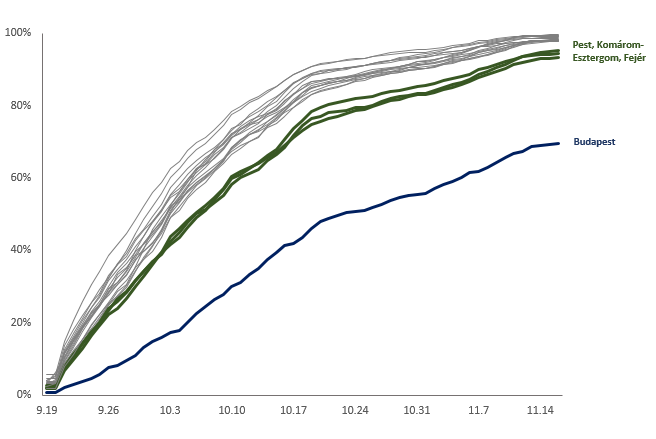 100%
80%
60%
40%
20%
0%
Pest, Komárom-
Esztergom, Fejér
Budapest
9.19 9.26 10.3 10.10 10.17 10.24 10.31 11.7 11.14